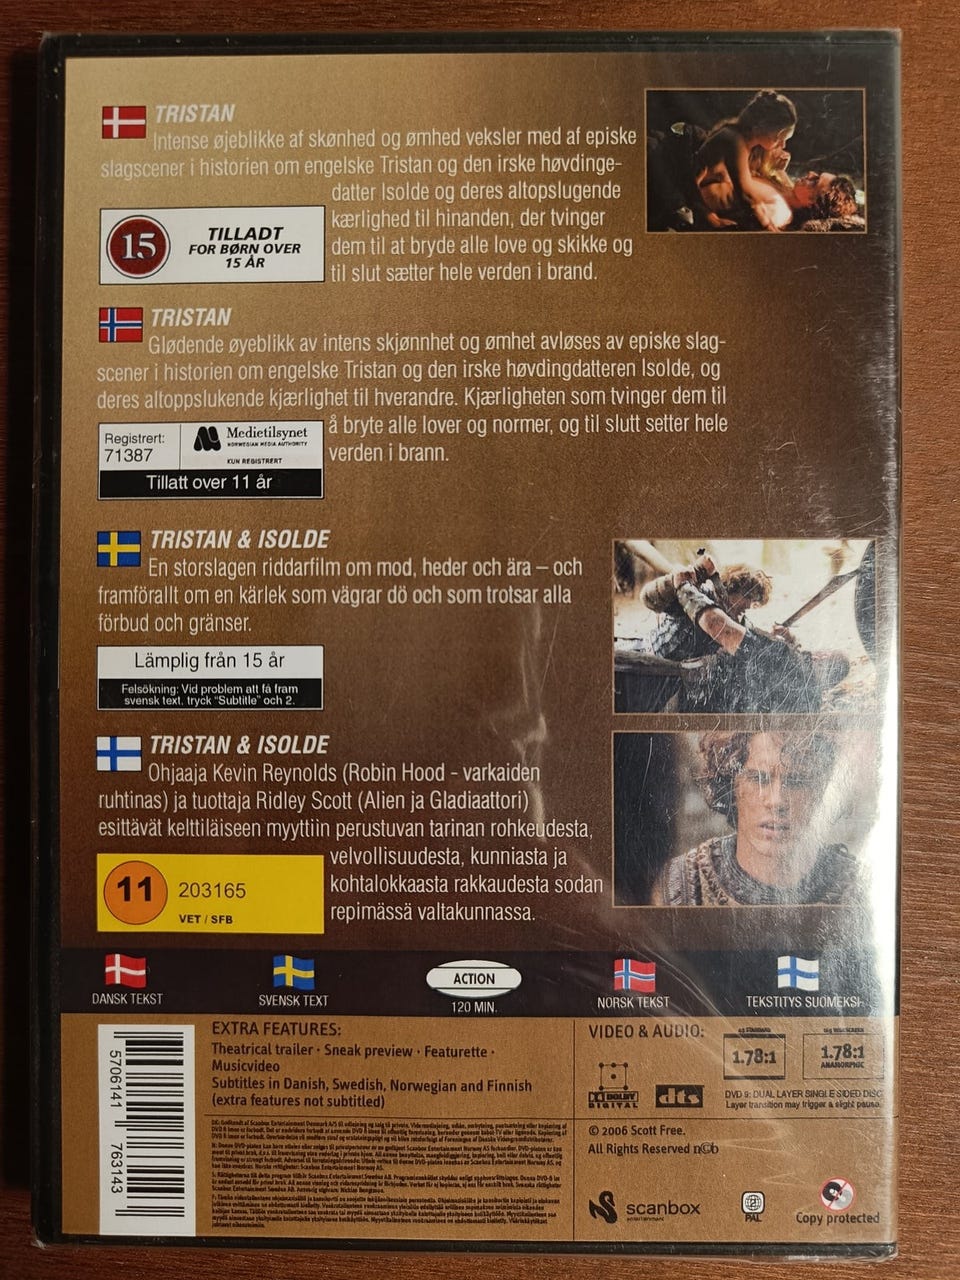 TRISTAN
Intense øjeblikke af skønhed og ømhed veksler med af episke
slagscener i historien om engelske Tristan og den irske høvdinge-
datter Isolde og deres altopslugende
kærlighed til hinanden, der tvinger
dem til at bryde alle love og skikke og
til slut sætter hele verden i brand.
15
TILLADT
FOR BØRN OVER
15 ÅR
TRISTAN
Glødende øyeblikk av intens skjønnhet og ømhet avløses av episke slag-
scener i historien om engelske Tristan og den irske høvdingdatteren Isolde, og
deres altoppslukende kjærlighet til hverandre. Kjærligheten som tvinger dem til
å bryte alle lover og normer, og til slutt setter hele
verden i brann.
Registrert:
71387
Medietilsynet
NORWEGIAN MEDIA AUTHORITY
KUN REGISTRERT
Tillatt over 11 år
TRISTAN & ISOLDE
En storslagen riddarfilm om mod, heder och ära – och
framförallt om en kärlek som vägrar dö och som trotsar alla
förbud och gränser.
Lämplig från 15 år
Felsökning: Vid problem att få fram
svensk text, tryck "Subtitle" och 2.
TRISTAN & ISOLDE
Ohjaaja Kevin Reynolds (Robin Hood - varkaiden
ruhtinas) ja tuottaja Ridley Scott (Alien ja Gladiaattori)
esittävät kelttiläiseen myyttiin perustuvan tarinan rohkeudesta,
velvollisuudesta, kunniasta ja
kohtalokkaasta rakkaudesta sodan
repimässä valtakunnassa.
11
203165
VET / SFB
DANSK TEKST
SVENSK TEXT
ACTION
120 MIN.
NORSK TEKST
TEKSTITYS SUOMEKSI
EXTRA FEATURES:
Theatrical trailer · Sneak preview · Featurette ·
Musicvideo
Subtitles in Danish, Swedish, Norwegian and Finnish
(extra features not subtitled)
VIDEO & AUDIO:
DOLBY
DIGITAL
dts
4:3 STANDARD
1.78:1
16:9 WIDESCREEN
1.78:1
ANAMORPHIC
DVD 9: DUAL LAYER SINGLE SIDED DISC
Layer transition may trigger a slight pause.
© 2006 Scott Free.
All Rights Reserved n©b
scanbox
entertainment
2
PAL
Copy protected
5706141 763143